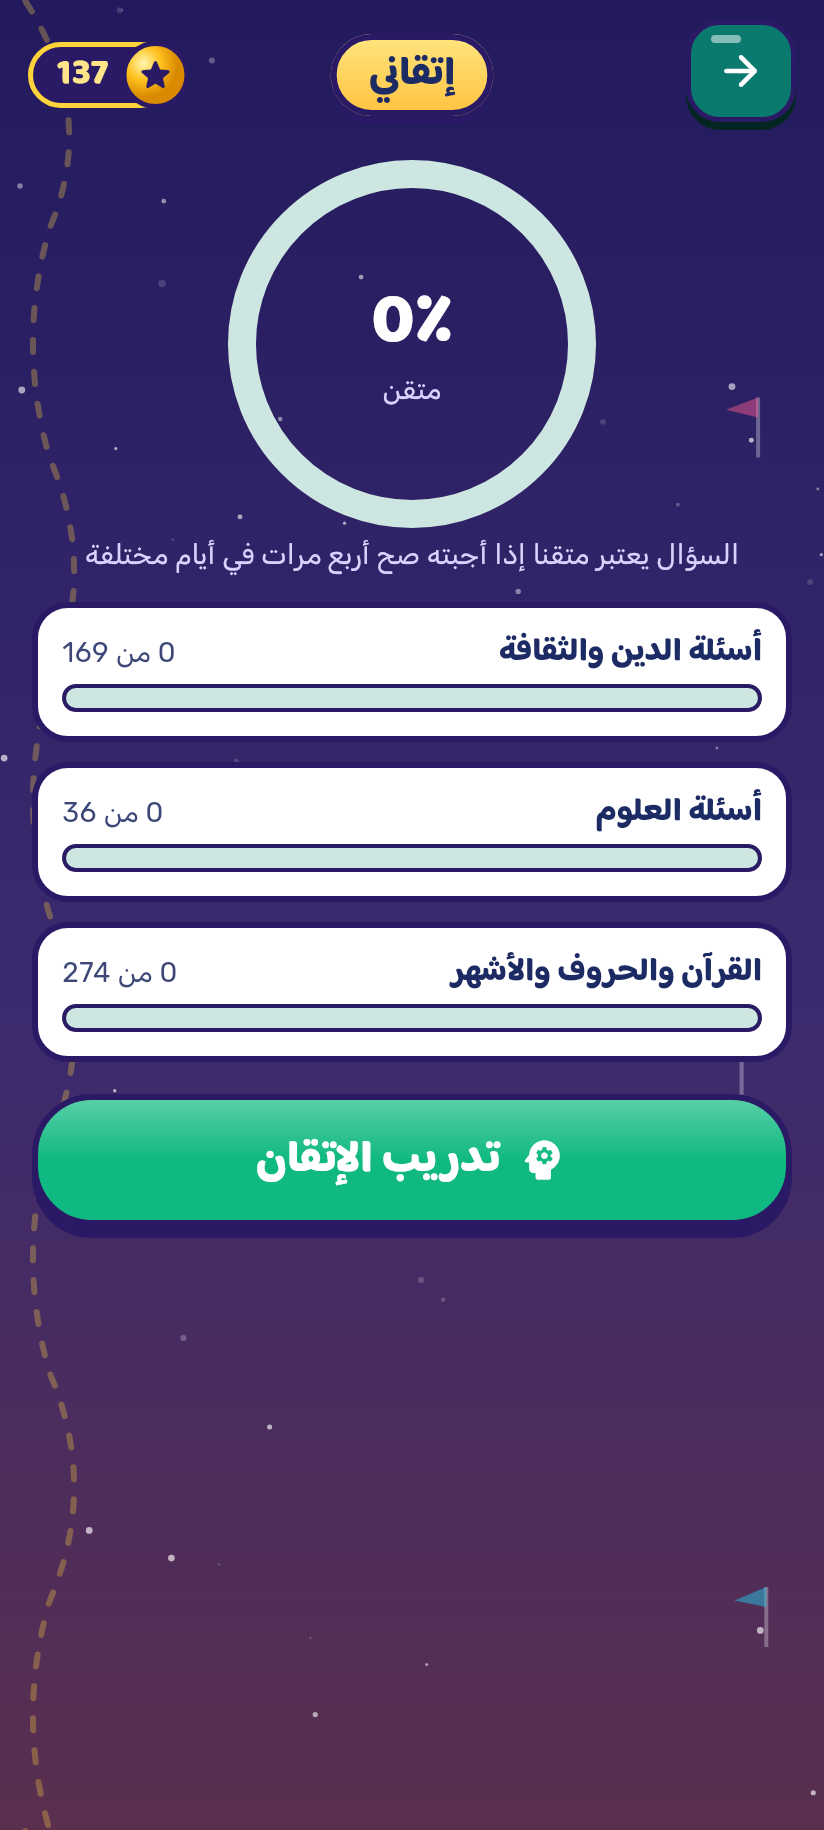 إتقاني
137
0٪
متقن
السؤال يعتبر متقنا إذا أجبته صح أربع مرات في أيام مختلفة
أسئلة الدين والثقافة
0 من 169
أسئلة العلوم
0 من 36
القرآن والحروف والأشهر
0 من 274
تدريب الإتقان